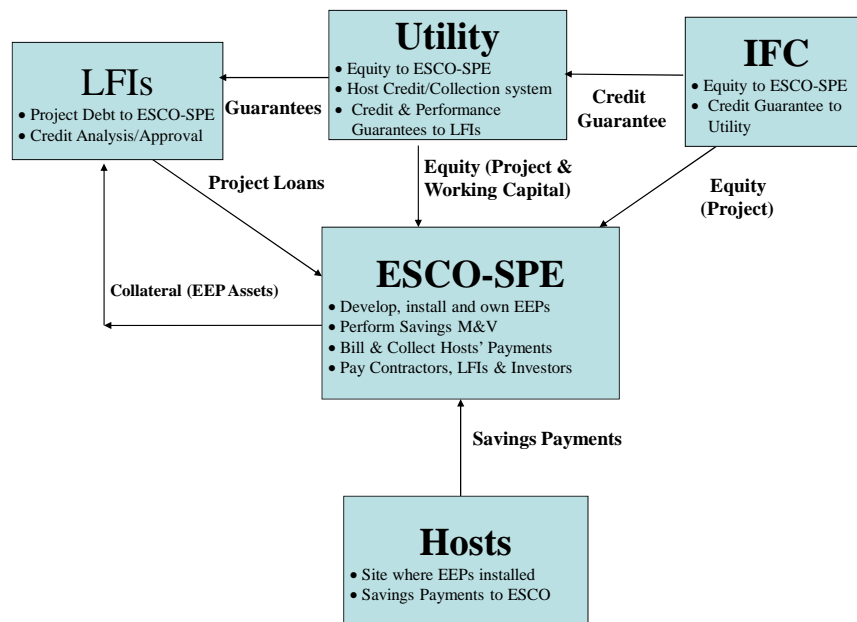 Utility
• Equity to ESCO-SPE
• Host Credit/Collection system
• Credit & Performance
Guarantees to LFIs
IFC
• Equity to ESCO-SPE
• Credit Guarantee to
Utility
LFIs
• Project Debt to ESCO-SPE
• Credit Analysis/Approval
Guarantees
Credit
Guarantee
Project Loans
Equity (Project &
Working Capital)
Equity
(Project)
Collateral (EEP Assets)
ESCO-SPE
• Develop, install and own EEPs
• Perform Savings M&V
• Bill & Collect Hosts' Payments
• Pay Contractors, LFIs & Investors
Savings Payments
Hosts
• Site where EEPs installed
• Savings Payments to ESCO